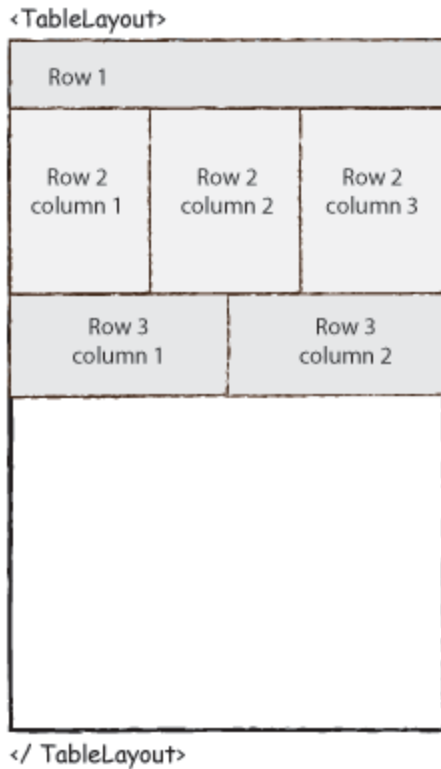 <TableLayout>
Row 1
Row 2
column 1
Row 2
column 2
Row 2
column 3
Row 3
column 1
Row 3
column 2
</ TableLayout>